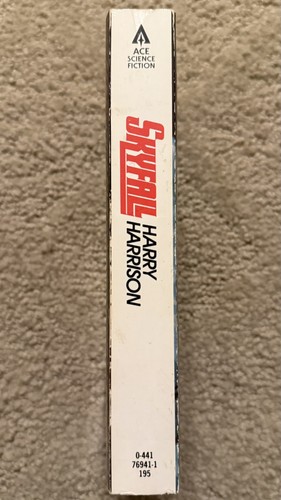 ACE
SCIENCE
FICTION
SKYFALL
HARRY
HARRISON
0-441
76941-1
195